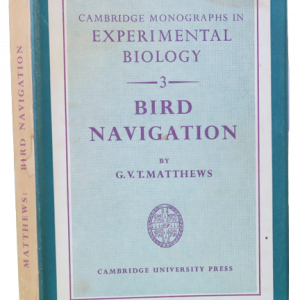 CAMBRIDGE MONOGRAPHS IN
EXPERIMENTAL
BIOLOGY
3
BIRD
NAVIGATION
BY
G.V.T. MATTHEWS
CAMBRIDGE UNIVERSITY PRESS
MATTHEWS: BIRD NAVIGATION